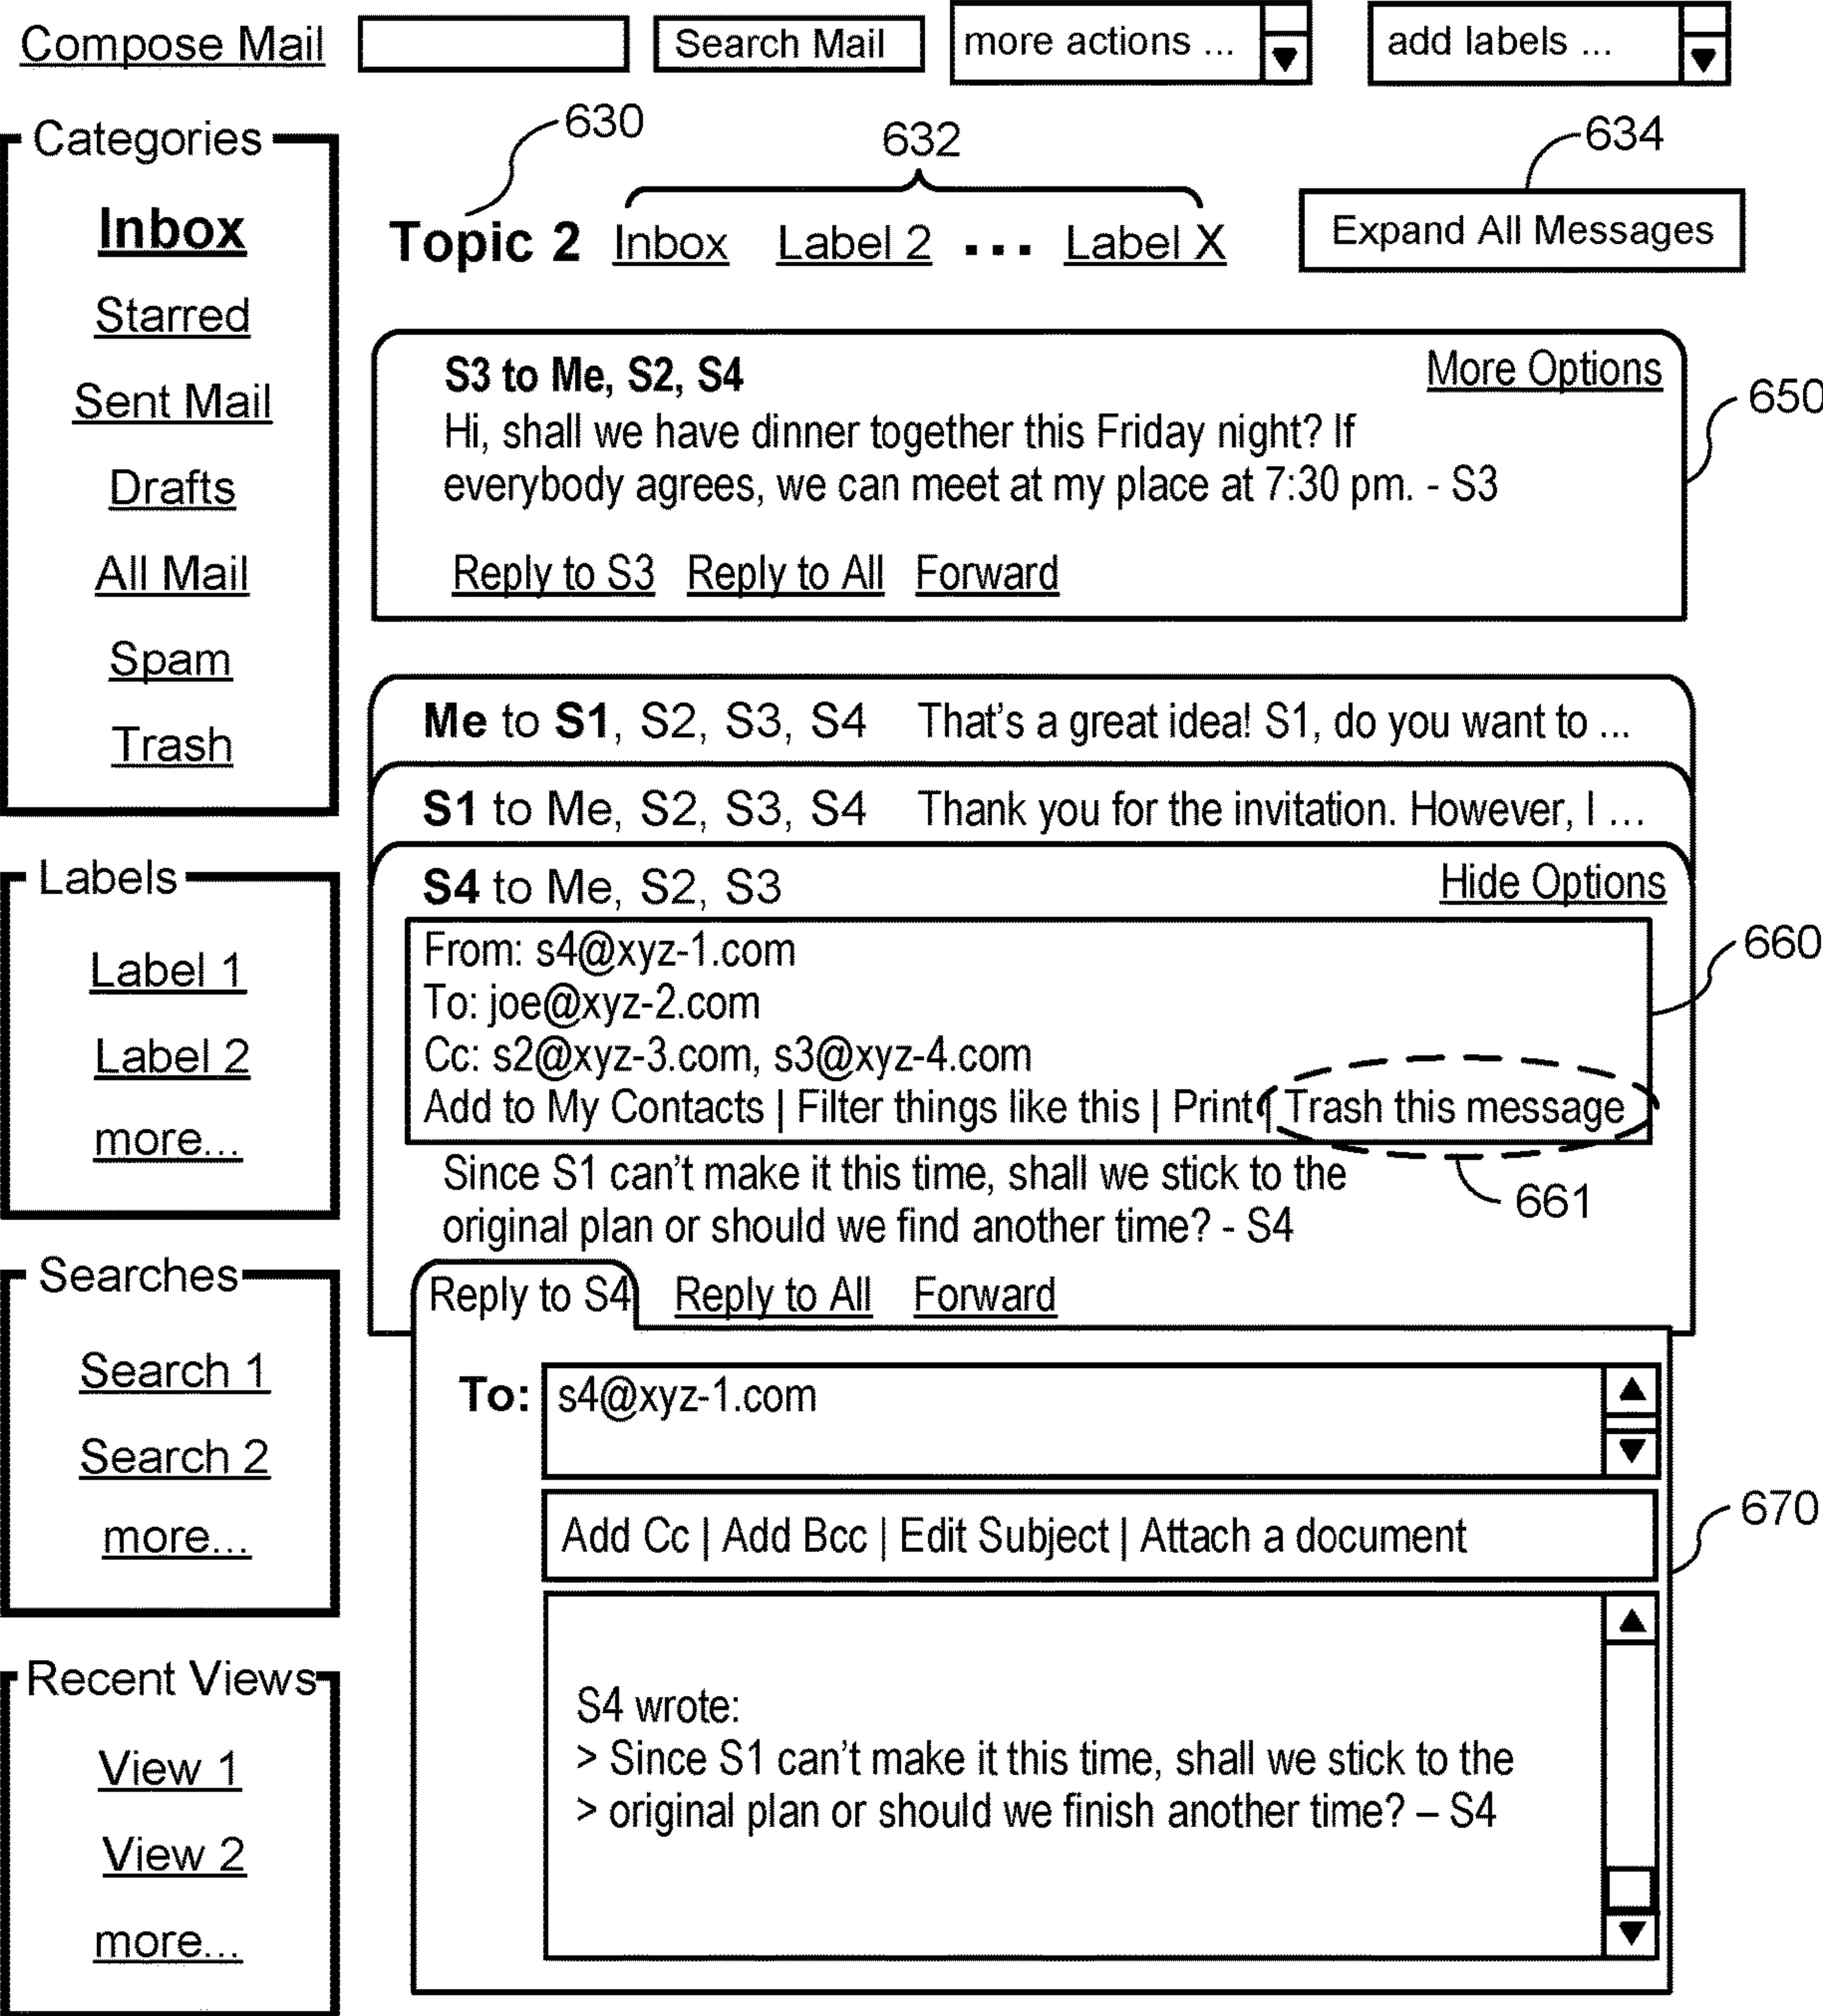 Compose Mail Search Mail more actions ... ▼ add labels ... ▼
630 632 634
Topic 2 Inbox Label 2 ... Label X Expand All Messages
Categories
Inbox
Starred
Sent Mail
Drafts
All Mail
Spam
Trash
Labels
Label 1
Label 2
more...
Searches
Search 1
Search 2
more...
Recent Views
View 1
View 2
more...
S3 to Me, S2, S4 More Options
650
Hi, shall we have dinner together this Friday night? If
everybody agrees, we can meet at my place at 7:30 pm. - S3
Reply to S3 Reply to All Forward
Me to S1, S2, S3, S4 That's a great idea! S1, do you want to ...
S1 to Me, S2, S3, S4 Thank you for the invitation. However, I ...
S4 to Me, S2, S3 Hide Options
660
From: s4@xyz-1.com
To: joe@xyz-2.com
Cc: s2@xyz-3.com, s3@xyz-4.com
Add to My Contacts | Filter things like this | Print | Trash this message
661
Since S1 can't make it this time, shall we stick to the
original plan or should we find another time? - S4
Reply to S4 Reply to All Forward
To: s4@xyz-1.com
670
Add Cc | Add Bcc | Edit Subject | Attach a document
S4 wrote:
> Since S1 can't make it this time, shall we stick to the
> original plan or should we finish another time? – S4